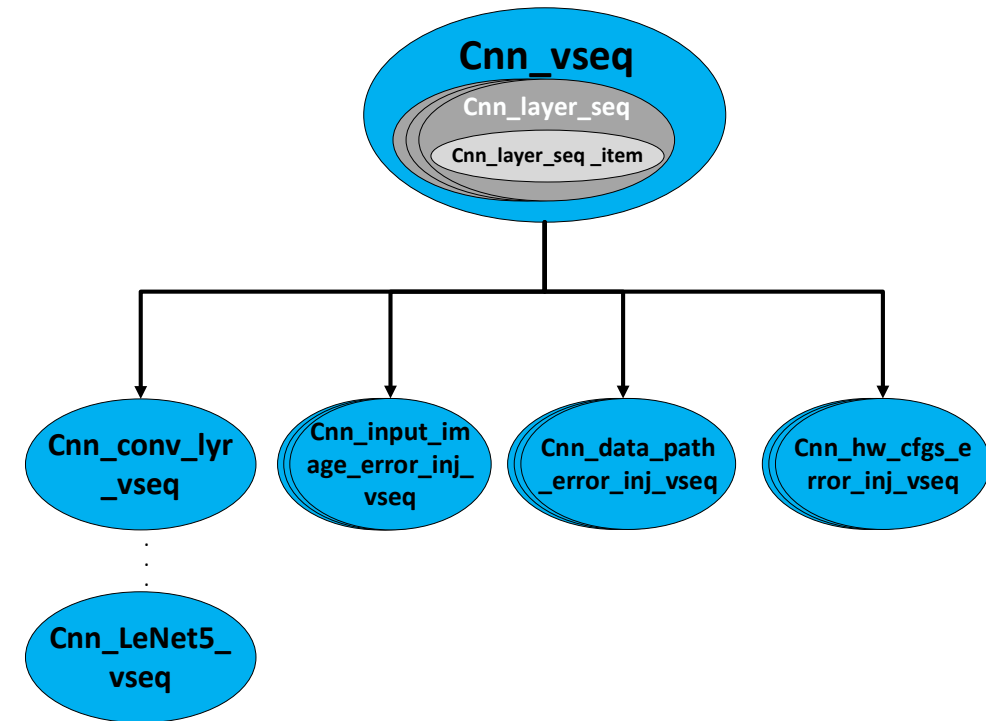 Cnn_vseq
Cnn_layer_seq
Cnn_layer_seq _item
Cnn_conv_lyr
_vseq
Cnn_input_im
age_error_inj_
vseq
Cnn_data_path
_error_inj_vseq
Cnn_hw_cfgs_e
rror_inj_vseq
Cnn_LeNet5_
vseq